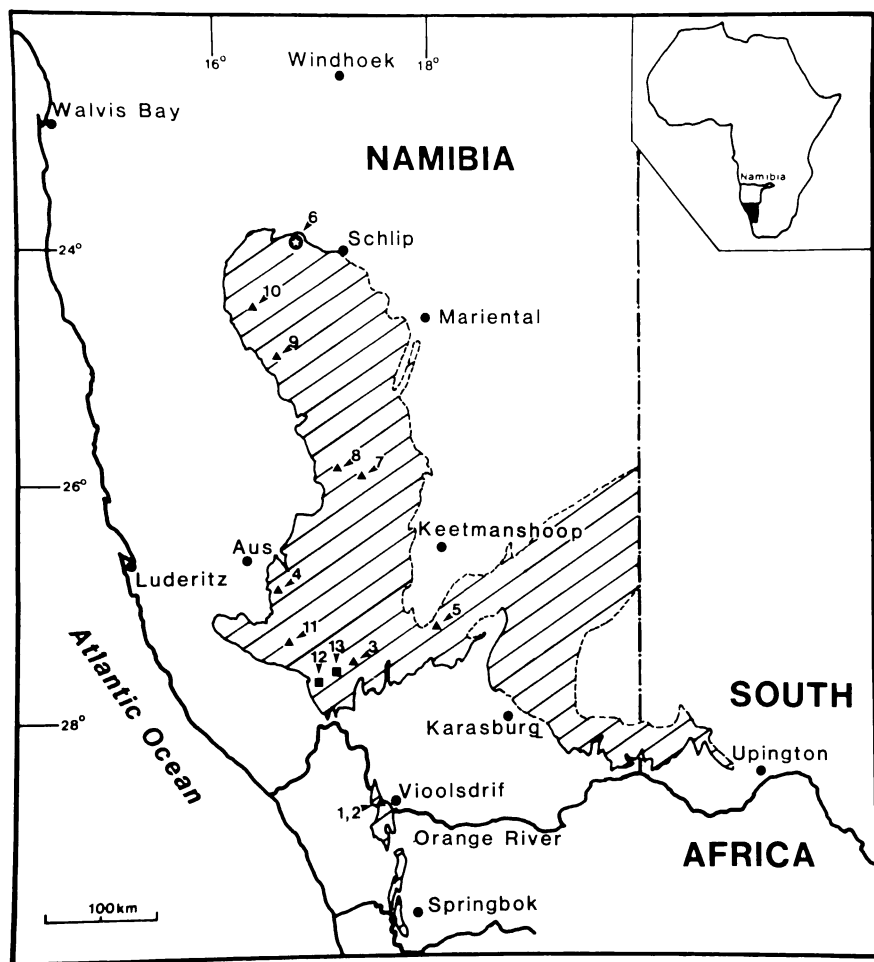 16°
18°
Windhoek
Walvis Bay
NAMIBIA
Namibia
6
Schlip
24°
10
Mariental
9
8
7
26°
Keetmanshoop
Aus
Luderitz
4
5
11
13
12
3
Atlantic Ocean
28°
SOUTH
Karasburg
Upington
Vioolsdrif
1,2
Orange River
AFRICA
100km
Springbok